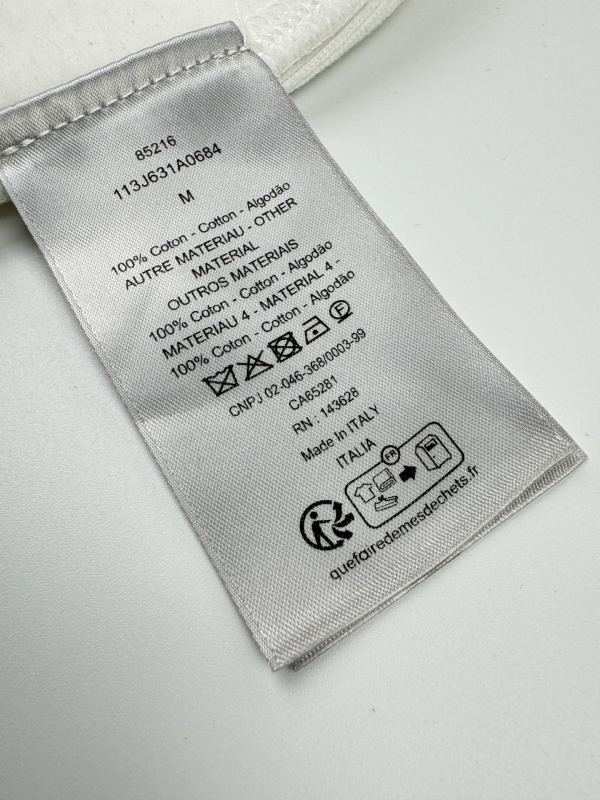 85216
113J631A0684
M
100% Coton - Cotton - Algodão
AUTRE MATERIAU - OTHER
MATERIAL
OUTROS MATERIAIS
100% Coton - Cotton - Algodão
MATERIAU 4 - MATERIAL 4 -
100% Coton - Cotton - Algodão
F
CNPJ 02-046-368/0003-99
CA65281
RN : 143628
Made In ITALY
ITALIA
FR
quefairedemesdechets.fr